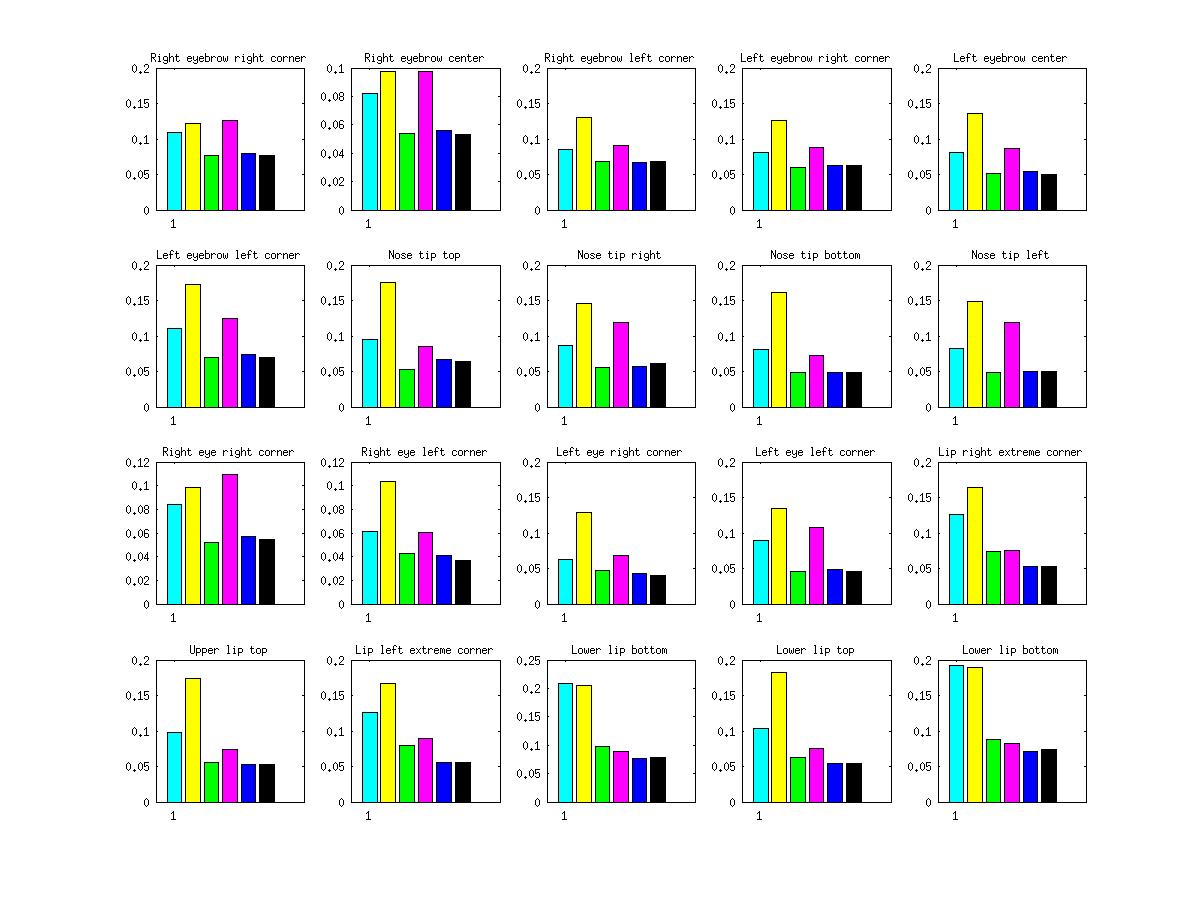 Right eyebrow right corner Right eyebrow center Right eyebrow left corner Left eyebrow right corner Left eyebrow center
0.2 0.1 0.2 0.2 0.2
0.15 0.08 0.15 0.15 0.15
0.1 0.06 0.1 0.1 0.1
0.05 0.04 0.05 0.05 0.05
0.02
0 0 0 0 0
1 1 1 1 1
Left eyebrow left corner Nose tip top Nose tip right Nose tip bottom Nose tip left
0.2 0.2 0.2 0.2 0.2
0.15 0.15 0.15 0.15 0.15
0.1 0.1 0.1 0.1 0.1
0.05 0.05 0.05 0.05 0.05
0 0 0 0 0
1 1 1 1 1
Right eye right corner Right eye left corner Left eye right corner Left eye left corner Lip right extreme corner
0.12 0.12 0.2 0.2 0.2
0.1 0.1 0.15 0.15 0.15
0.08 0.08 0.1 0.1 0.1
0.06 0.06 0.05 0.05 0.05
0.04 0.04
0.02 0.02
0 0 0 0 0
1 1 1 1 1
Upper lip top Lip left extreme corner Lower lip bottom Lower lip top Lower lip bottom
0.2 0.2 0.25 0.2 0.2
0.15 0.15 0.2 0.15 0.15
0.1 0.1 0.15 0.1 0.1
0.05 0.05 0.1 0.05 0.05
0.05
0 0 0 0 0
1 1 1 1 1